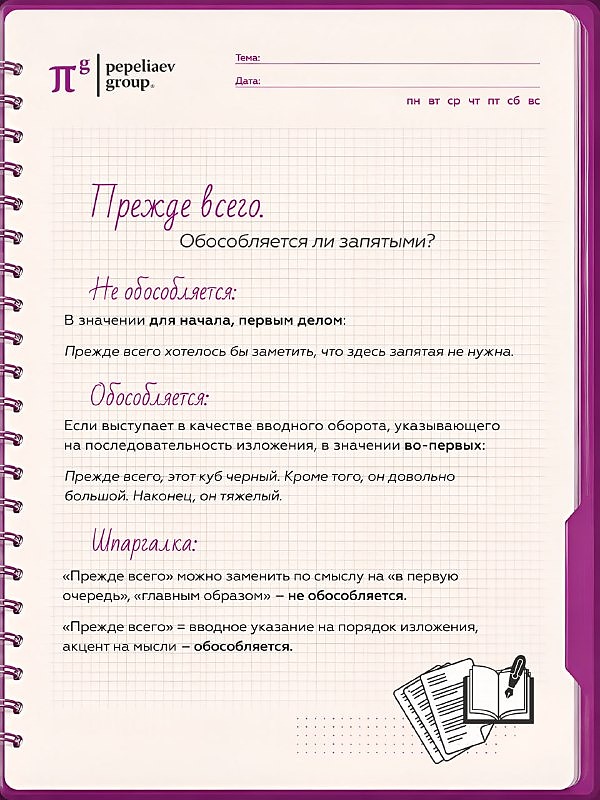 πg pepeliaev
group®
Тема:
Дата:
пн вт ср чт пт сб вс
Прежде всего.
Обособляется ли запятыми?
Не обособляется:
В значении для начала, первым делом:
Прежде всего хотелось бы заметить, что здесь запятая не нужна.
Обособляется:
Если выступает в качестве вводного оборота, указывающего
на последовательность изложения, в значении во-первых:
Прежде всего, этот куб черный. Кроме того, он довольно
большой. Наконец, он тяжелый.
Шпаргалка:
«Прежде всего» можно заменить по смыслу на «в первую
очередь», «главным образом» – не обособляется.
«Прежде всего» = вводное указание на порядок изложения,
акцент на мысли – обособляется.